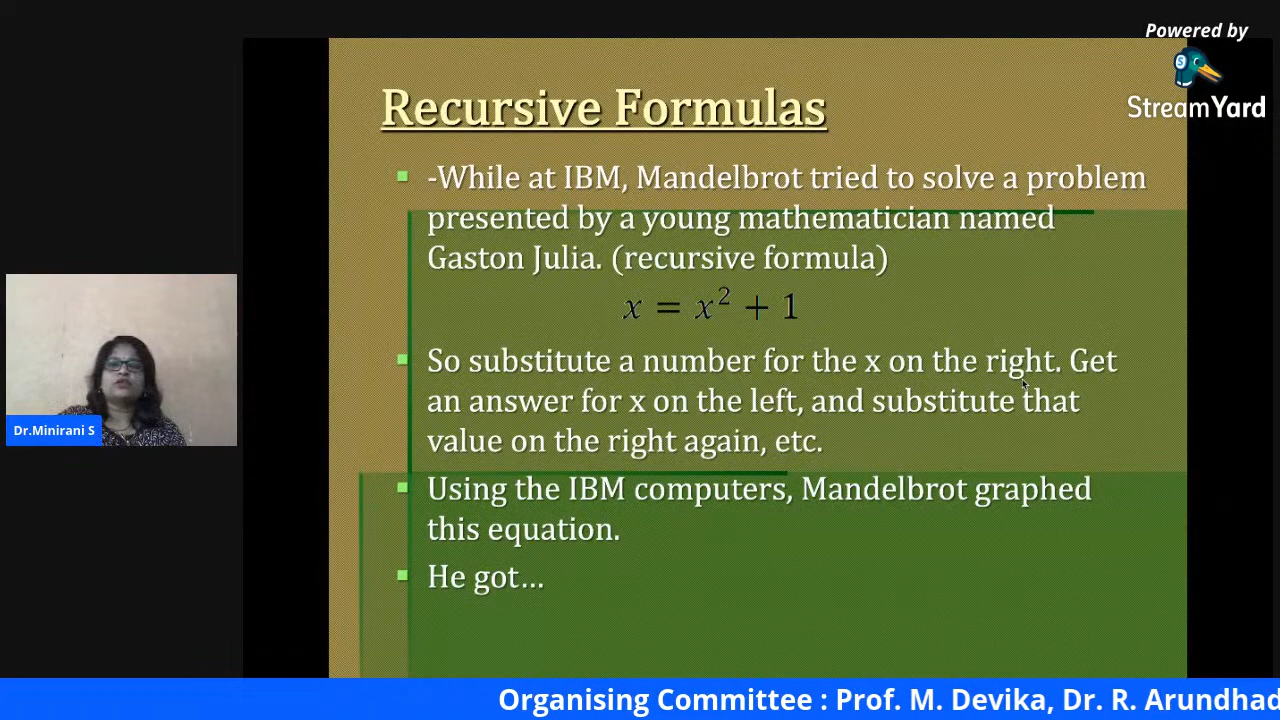 Powered by
StreamYard
Recursive Formulas
-While at IBM, Mandelbrot tried to solve a problem
presented by a young mathematician named
Gaston Julia. (recursive formula)
x = x² + 1
So substitute a number for the x on the right. Get
an answer for x on the left, and substitute that
value on the right again, etc.
Using the IBM computers, Mandelbrot graphed
this equation.
He got…
Dr.Minirani S
Organising Committee : Prof. M. Devika, Dr. R. Arundhad